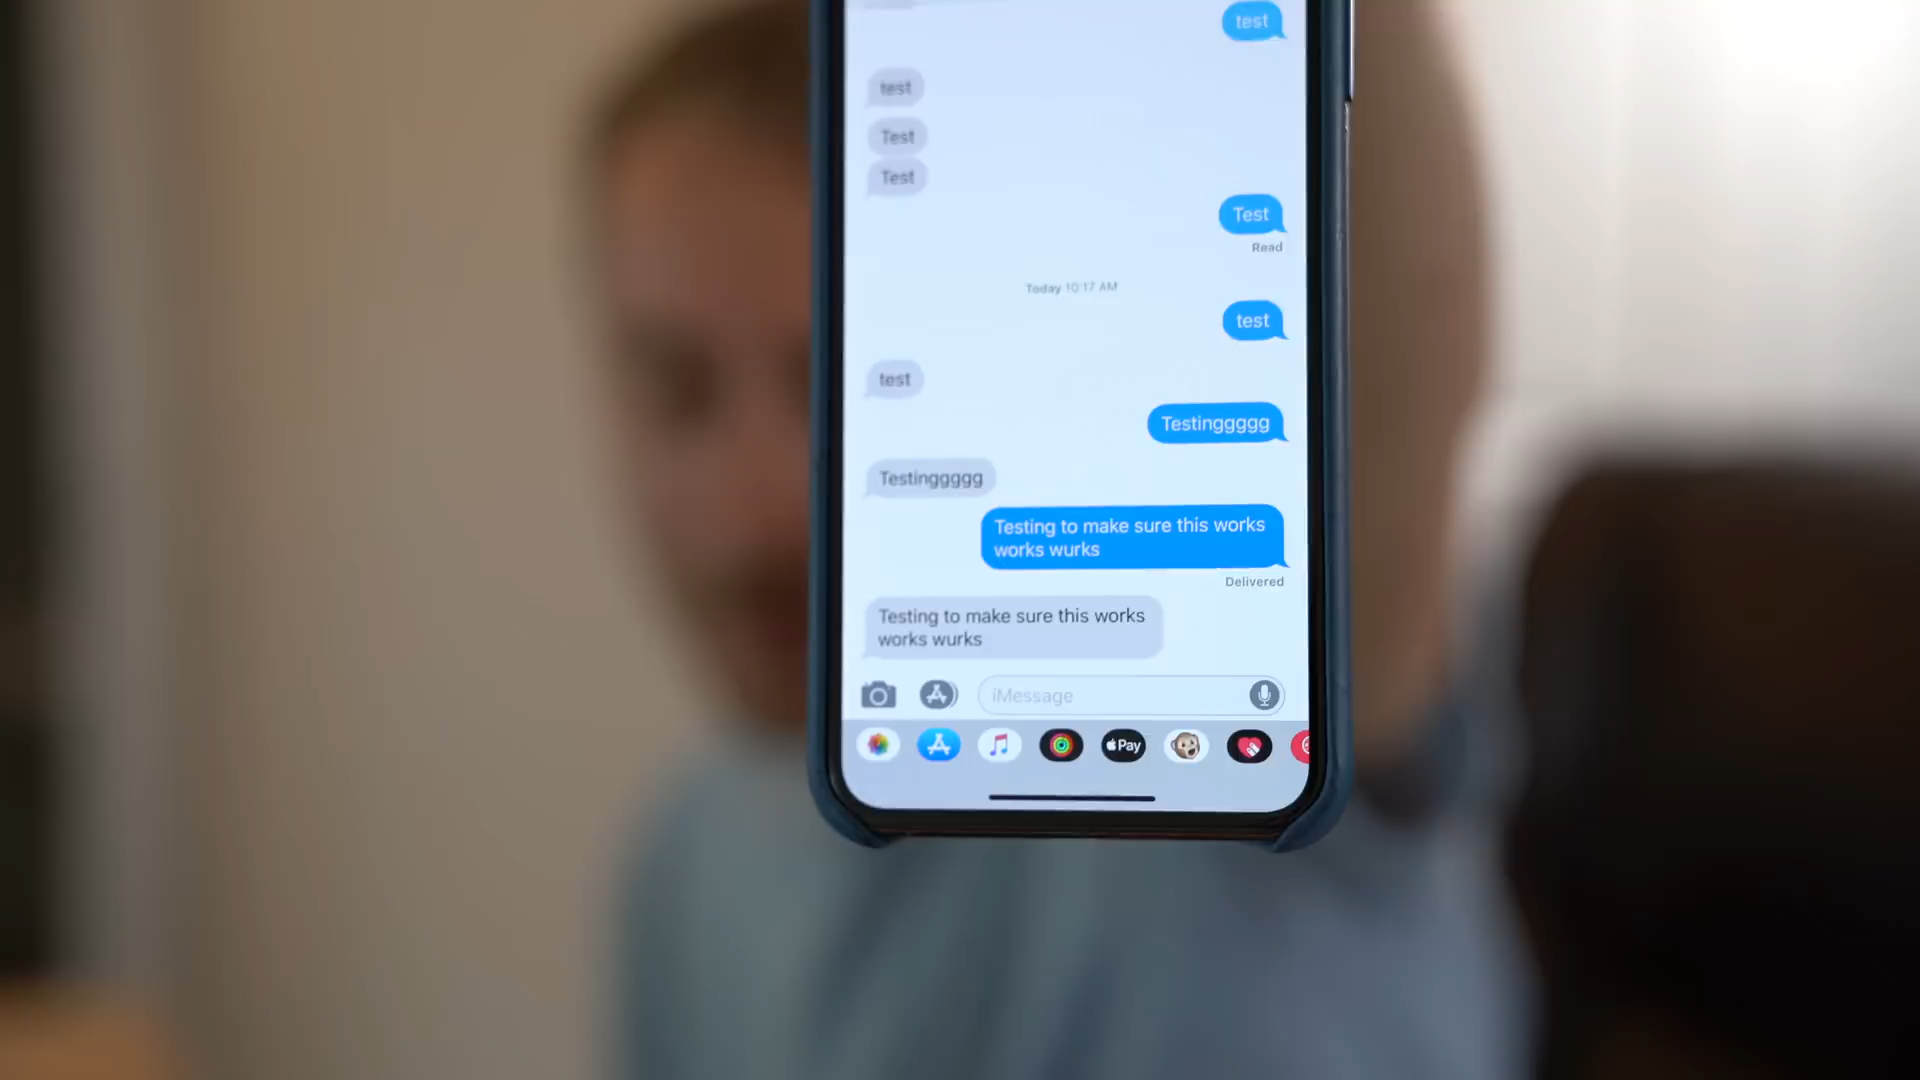 test
test
Test
Test
Test
Read
Today 10:17 AM
test
test
Testinggggg
Testinggggg
Testing to make sure this works
works wurks
Delivered
Testing to make sure this works
works wurks
iMessage
Pay